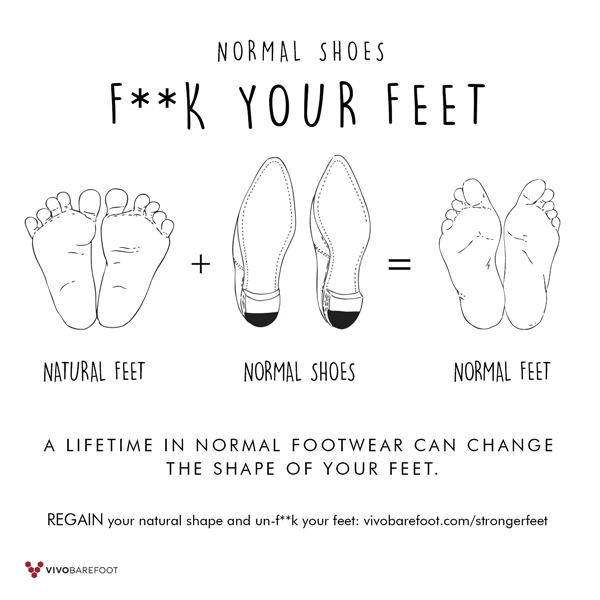 NORMAL SHOES
F**K YOUR FEET
+ =
NATURAL FEET NORMAL SHOES NORMAL FEET
A LIFETIME IN NORMAL FOOTWEAR CAN CHANGE
THE SHAPE OF YOUR FEET.
REGAIN your natural shape and un-f**k your feet: vivobarefoot.com/strongerfeet
VIVOBAREFOOT